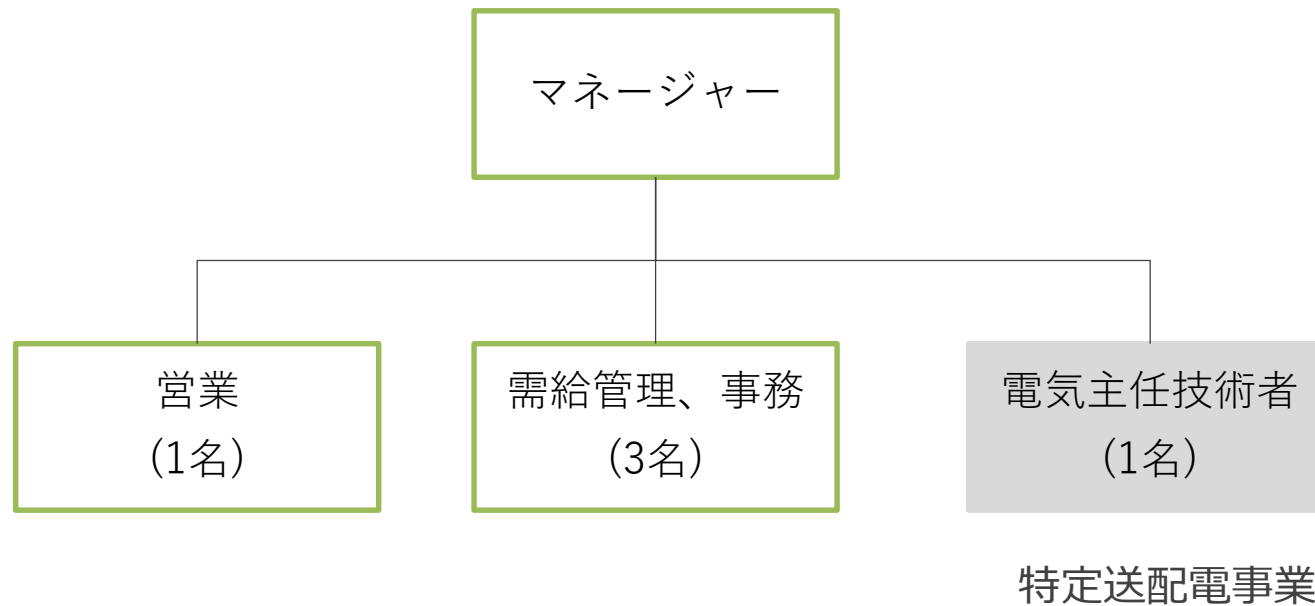 マネージャー
営業
(1名)
需給管理、事務
(3名)
電気主任技術者
(1名)
特定送配電事業